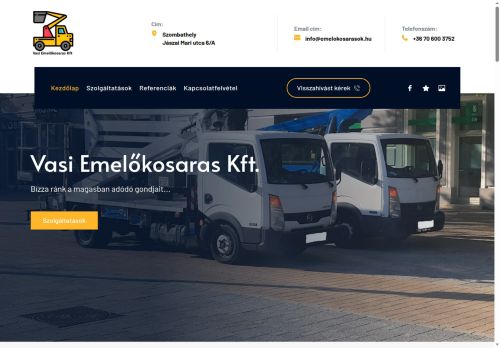 Vasi Emelőkosaras Kft
Cím:
Szombathely
Jászai Mari utca 6/A
Email cím:
info@emelokosarasok.hu
Telefonszám:
+36 70 600 3752
Kezdőlap
Szolgáltatások
Referenciák
Kapcsolatfelvétel
Visszahívást kérek
Vasi Emelőkosaras Kft.
Bízza ránk a magasban adódó gondjait....
Szolgáltatások